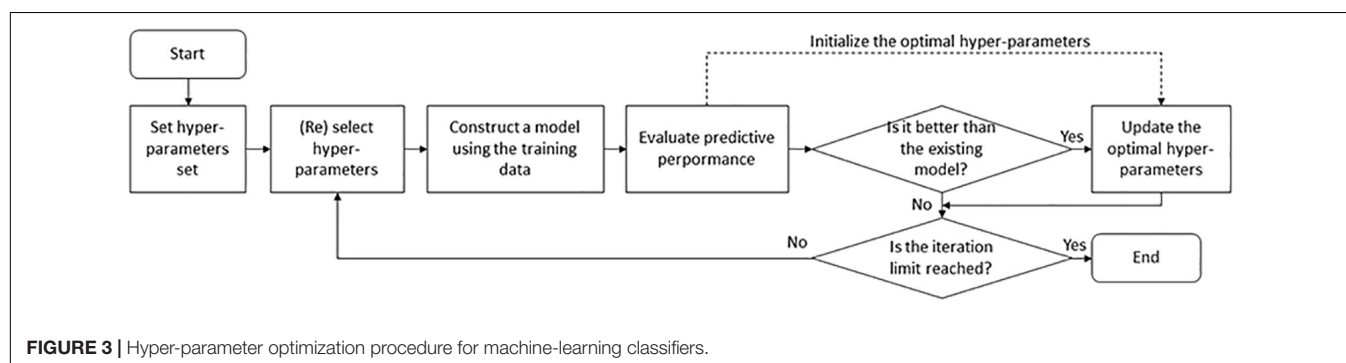 Initialize the optimal hyper-parameters
Start
Set hyper-
parameters
set
(Re) select
hyper-
parameters
Construct a model
using the training
data
Evaluate predictive
perpormance
Is it better than
the existing
model?
Yes
Update the
optimal hyper-
parameters
No
Is the iteration
limit reached?
No
Yes
End
FIGURE 3 | Hyper-parameter optimization procedure for machine-learning classifiers.